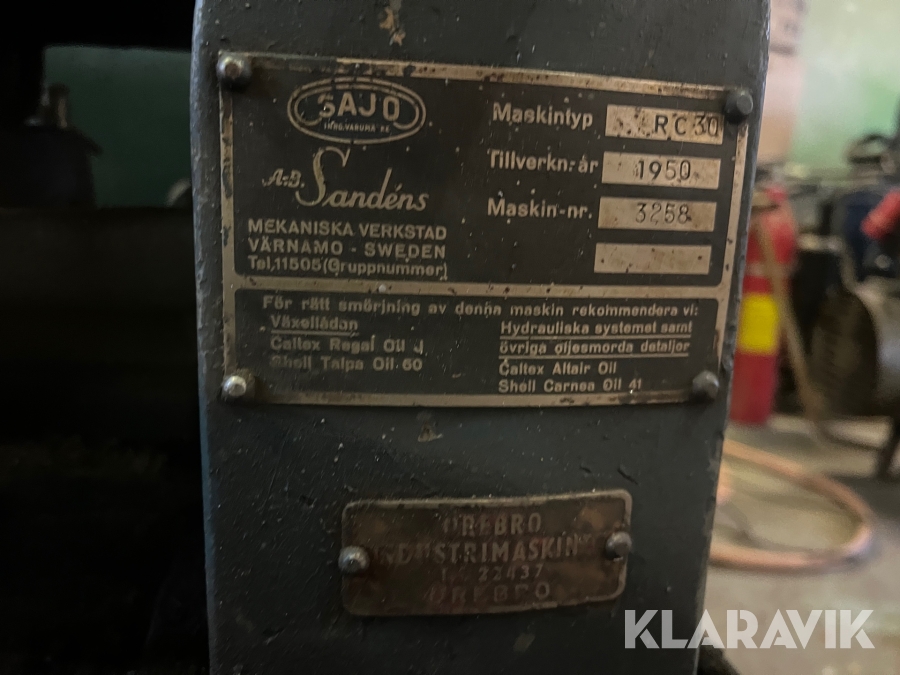 SAJO
INREG. VARUMÄRKE
A-B. Sandéns
MEKANISKA VERKSTAD
VÄRNAMO - SWEDEN
Tel. 11505 (Gruppnummer)
Maskintyp RC30
Tillverkn: år 1950
Maskin-nr. 3258
För rätt smörjning av denna maskin rekommendera vi:
Växellådan
Caltex Regal Oil
Shell Talpa Oil 60
Hydrauliska systemet samt
övriga oljesmorda detaljer
Caltex Altair Oil
Shell Carnea Oil 41
ÖREBRO
INDUSTRIMASKIN
22437
ÖREBRO
KLARAVIK